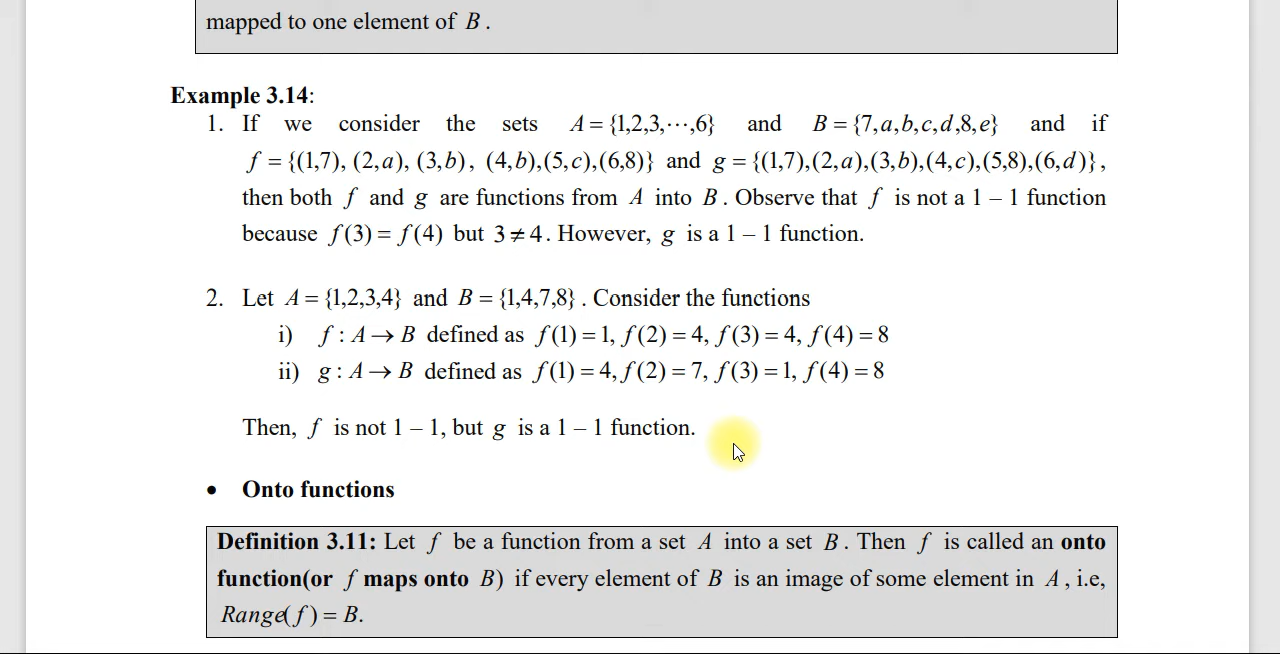 mapped to one element of B.
Example 3.14:
1. If we consider the sets A = {1,2,3,⋯,6} and B = {7,a,b,c,d,8,e} and if
f = {(1,7), (2,a), (3,b), (4,b),(5,c),(6,8)} and g = {(1,7),(2,a),(3,b),(4,c),(5,8),(6,d)},
then both f and g are functions from A into B. Observe that f is not a 1 – 1 function
because f(3) = f(4) but 3 ≠ 4. However, g is a 1 – 1 function.
2. Let A = {1,2,3,4} and B = {1,4,7,8}. Consider the functions
i) f : A → B defined as f(1) = 1, f(2) = 4, f(3) = 4, f(4) = 8
ii) g : A → B defined as f(1) = 4, f(2) = 7, f(3) = 1, f(4) = 8
Then, f is not 1 – 1, but g is a 1 – 1 function.
• Onto functions
Definition 3.11: Let f be a function from a set A into a set B. Then f is called an onto
function(or f maps onto B) if every element of B is an image of some element in A, i.e,
Range(f) = B.